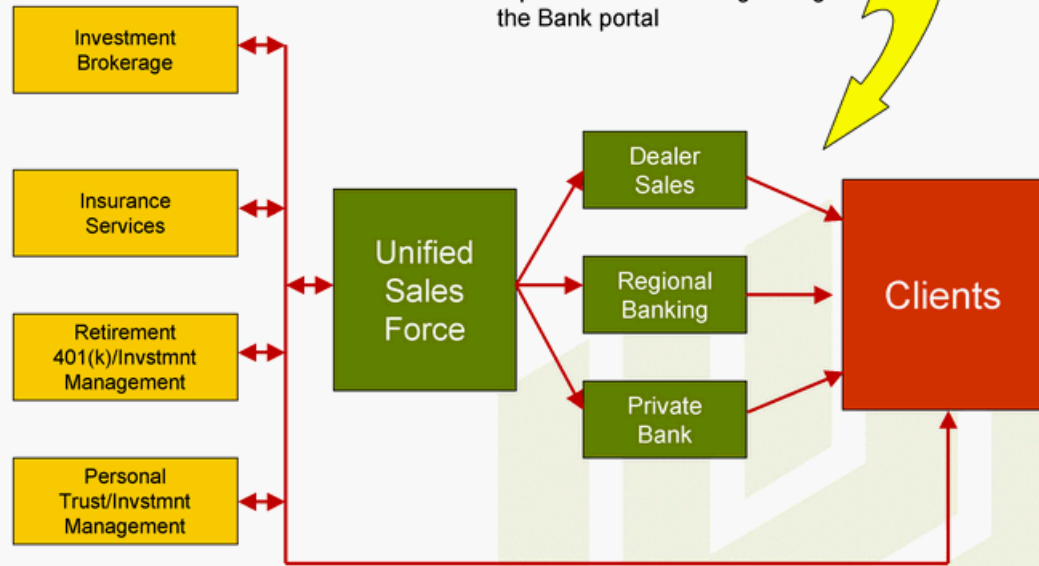 the Bank portal
Investment
Brokerage
Insurance
Services
Retirement
401(k)/Invstmnt
Management
Personal
Trust/Invstmnt
Management
Unified
Sales
Force
Dealer
Sales
Regional
Banking
Private
Bank
Clients